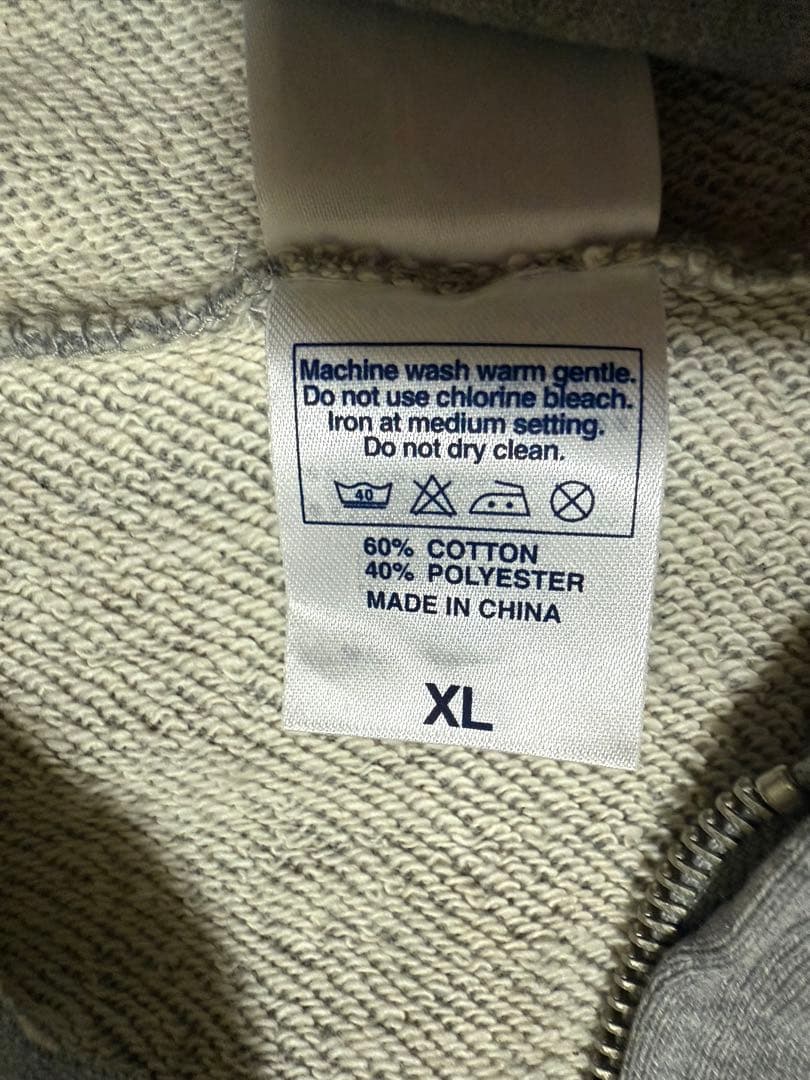 Machine wash warm gentle.
Do not use chlorine bleach.
Iron at medium setting.
Do not dry clean.
40
60% COTTON
40% POLYESTER
MADE IN CHINA
XL